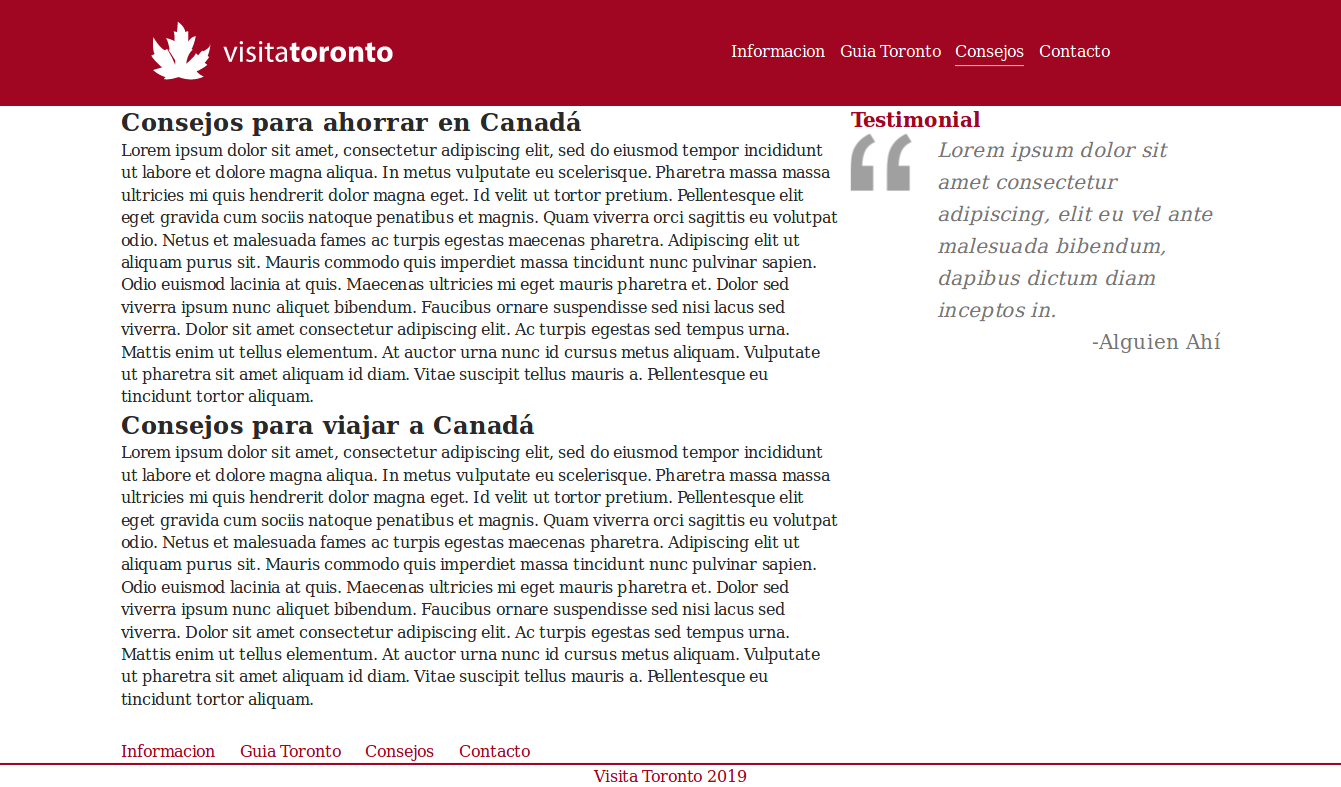 visitatoronto
Informacion Guia Toronto Consejos Contacto
Consejos para ahorrar en Canadá
Lorem ipsum dolor sit amet, consectetur adipiscing elit, sed do eiusmod tempor incididunt
ut labore et dolore magna aliqua. In metus vulputate eu scelerisque. Pharetra massa massa
ultricies mi quis hendrerit dolor magna eget. Id velit ut tortor pretium. Pellentesque elit
eget gravida cum sociis natoque penatibus et magnis. Quam viverra orci sagittis eu volutpat
odio. Netus et malesuada fames ac turpis egestas maecenas pharetra. Adipiscing elit ut
aliquam purus sit. Mauris commodo quis imperdiet massa tincidunt nunc pulvinar sapien.
Odio euismod lacinia at quis. Maecenas ultricies mi eget mauris pharetra et. Dolor sed
viverra ipsum nunc aliquet bibendum. Faucibus ornare suspendisse sed nisi lacus sed
viverra. Dolor sit amet consectetur adipiscing elit. Ac turpis egestas sed tempus urna.
Mattis enim ut tellus elementum. At auctor urna nunc id cursus metus aliquam. Vulputate
ut pharetra sit amet aliquam id diam. Vitae suscipit tellus mauris a. Pellentesque eu
tincidunt tortor aliquam.
Consejos para viajar a Canadá
Lorem ipsum dolor sit amet, consectetur adipiscing elit, sed do eiusmod tempor incididunt
ut labore et dolore magna aliqua. In metus vulputate eu scelerisque. Pharetra massa massa
ultricies mi quis hendrerit dolor magna eget. Id velit ut tortor pretium. Pellentesque elit
eget gravida cum sociis natoque penatibus et magnis. Quam viverra orci sagittis eu volutpat
odio. Netus et malesuada fames ac turpis egestas maecenas pharetra. Adipiscing elit ut
aliquam purus sit. Mauris commodo quis imperdiet massa tincidunt nunc pulvinar sapien.
Odio euismod lacinia at quis. Maecenas ultricies mi eget mauris pharetra et. Dolor sed
viverra ipsum nunc aliquet bibendum. Faucibus ornare suspendisse sed nisi lacus sed
viverra. Dolor sit amet consectetur adipiscing elit. Ac turpis egestas sed tempus urna.
Mattis enim ut tellus elementum. At auctor urna nunc id cursus metus aliquam. Vulputate
ut pharetra sit amet aliquam id diam. Vitae suscipit tellus mauris a. Pellentesque eu
tincidunt tortor aliquam.
Testimonial
“
Lorem ipsum dolor sit
amet consectetur
adipiscing, elit eu vel ante
malesuada bibendum,
dapibus dictum diam
inceptos in.
-Alguien Ahí
Informacion Guia Toronto Consejos Contacto
Visita Toronto 2019